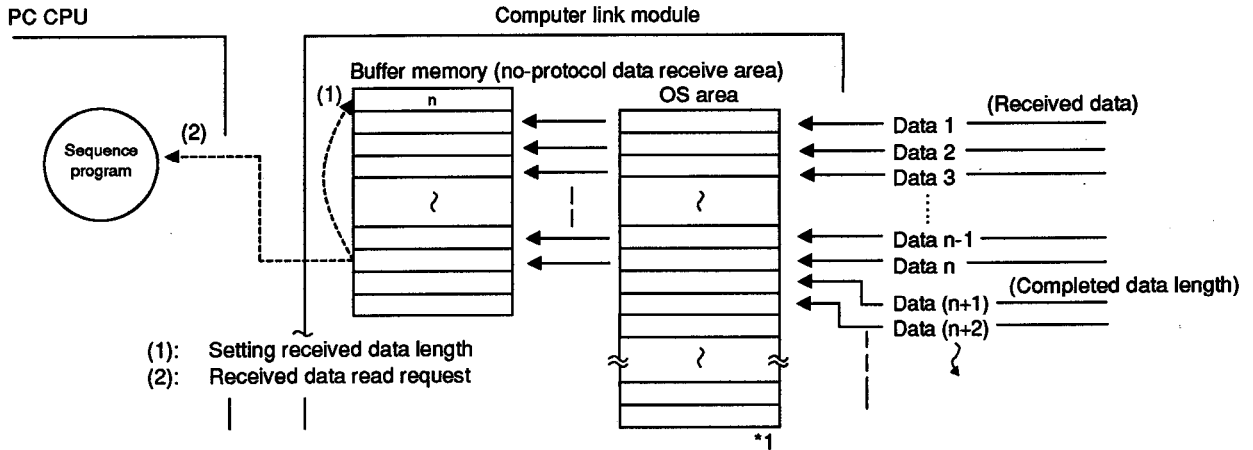 PC CPU
Computer link module
Buffer memory (no-protocol data receive area)
OS area
(1)
n
(2)
Sequence
program
(Received data)
Data 1
Data 2
Data 3
Data n-1
Data n
(Completed data length)
Data (n+1)
Data (n+2)
(1): Setting received data length
(2): Received data read request
*1